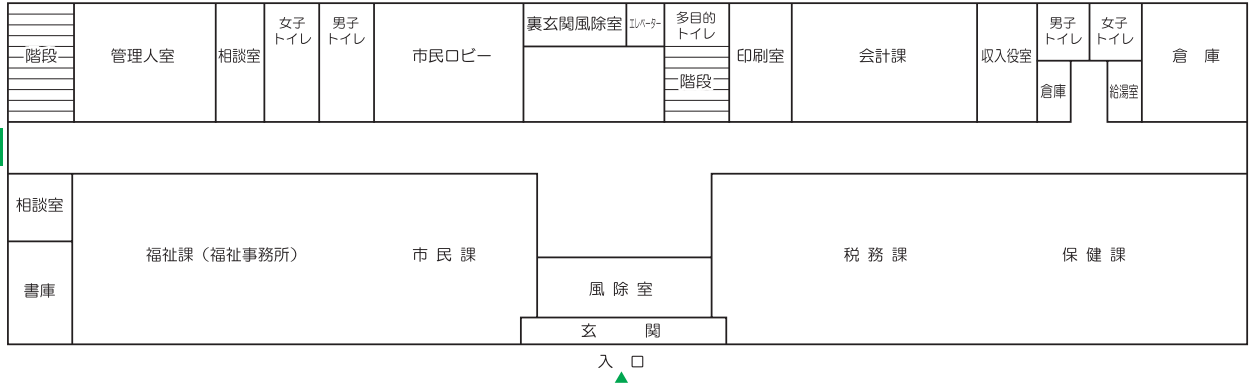 階段
管理人室
相談室
女子
トイレ
男子
トイレ
市民ロビー
裏玄関風除室
エレベーター
多目的
トイレ
階段
印刷室
会計課
収入役室
男子
トイレ
女子
トイレ
倉庫
給湯室
倉 庫
相談室
書庫
福祉課（福祉事務所）
市 民 課
風 除 室
玄 関
税 務 課
保 健 課
入 口